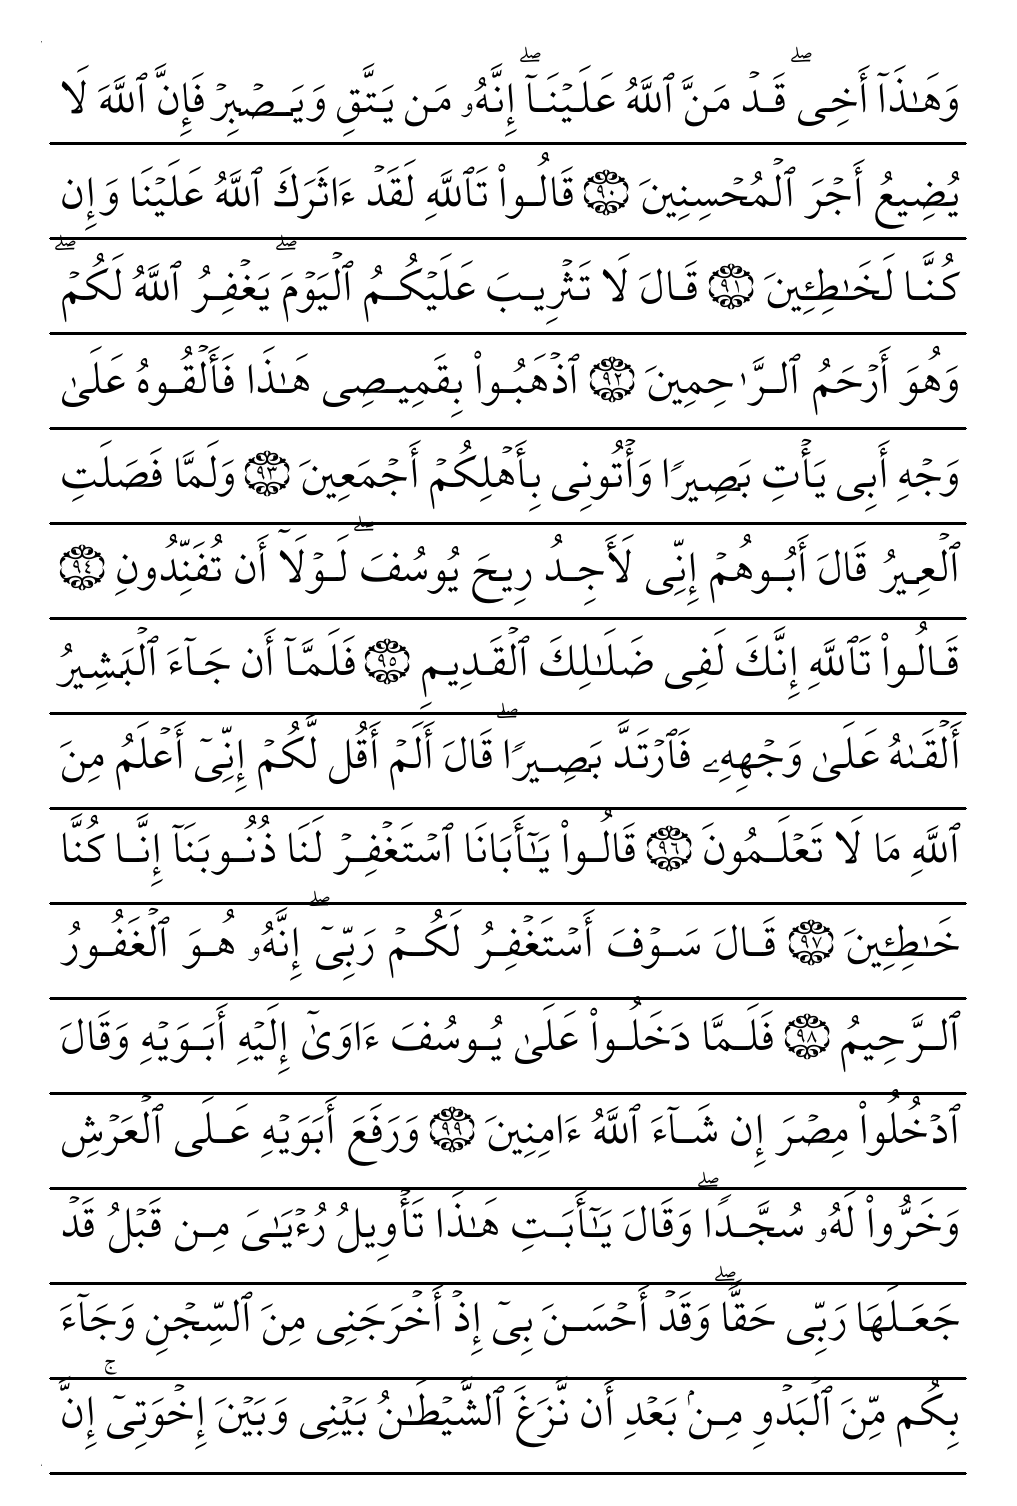 وَهَـٰذَآ أَخِى ۖ قَدْ مَنَّ ٱللَّهُ عَلَيْنَآ ۖ إِنَّهُۥ مَن يَتَّقِ وَيَصْبِرْ فَإِنَّ ٱللَّهَ لَا
يُضِيعُ أَجْرَ ٱلْمُحْسِنِينَ ٩٠ قَالُوا۟ تَٱللَّهِ لَقَدْ ءَاثَرَكَ ٱللَّهُ عَلَيْنَا وَإِن
كُنَّا لَخَـٰطِـِٔينَ ٩١ قَالَ لَا تَثْرِيبَ عَلَيْكُمُ ٱلْيَوْمَ ۖ يَغْفِرُ ٱللَّهُ لَكُمْ ۖ
وَهُوَ أَرْحَمُ ٱلرَّٰحِمِينَ ٩٢ ٱذْهَبُوا۟ بِقَمِيصِى هَـٰذَا فَأَلْقُوهُ عَلَىٰ
وَجْهِ أَبِى يَأْتِ بَصِيرًا وَأْتُونِى بِأَهْلِكُمْ أَجْمَعِينَ ٩٣ وَلَمَّا فَصَلَتِ
ٱلْعِيرُ قَالَ أَبُوهُمْ إِنِّى لَأَجِدُ رِيحَ يُوسُفَ ۖ لَوْلَآ أَن تُفَنِّدُونِ ٩٤
قَالُوا۟ تَٱللَّهِ إِنَّكَ لَفِى ضَلَـٰلِكَ ٱلْقَدِيمِ ٩٥ فَلَمَّآ أَن جَآءَ ٱلْبَشِيرُ
أَلْقَىٰهُ عَلَىٰ وَجْهِهِۦ فَٱرْتَدَّ بَصِيرًا ۖ قَالَ أَلَمْ أَقُل لَّكُمْ إِنِّىٓ أَعْلَمُ مِنَ
ٱللَّهِ مَا لَا تَعْلَمُونَ ٩٦ قَالُوا۟ يَـٰٓأَبَانَا ٱسْتَغْفِرْ لَنَا ذُنُوبَنَآ إِنَّا كُنَّا
خَـٰطِـِٔينَ ٩٧ قَالَ سَوْفَ أَسْتَغْفِرُ لَكُمْ رَبِّىٓ ۖ إِنَّهُۥ هُوَ ٱلْغَفُورُ
ٱلرَّحِيمُ ٩٨ فَلَمَّا دَخَلُوا۟ عَلَىٰ يُوسُفَ ءَاوَىٰٓ إِلَيْهِ أَبَوَيْهِ وَقَالَ
ٱدْخُلُوا۟ مِصْرَ إِن شَآءَ ٱللَّهُ ءَامِنِينَ ٩٩ وَرَفَعَ أَبَوَيْهِ عَلَى ٱلْعَرْشِ
وَخَرُّوا۟ لَهُۥ سُجَّدًا ۖ وَقَالَ يَـٰٓأَبَتِ هَـٰذَا تَأْوِيلُ رُءْيَـٰىَ مِن قَبْلُ قَدْ
جَعَلَهَا رَبِّى حَقًّا ۖ وَقَدْ أَحْسَنَ بِىٓ إِذْ أَخْرَجَنِى مِنَ ٱلسِّجْنِ وَجَآءَ
بِكُم مِّنَ ٱلْبَدْوِ مِنۢ بَعْدِ أَن نَّزَغَ ٱلشَّيْطَـٰنُ بَيْنِى وَبَيْنَ إِخْوَتِىٓ ۚ إِنَّ